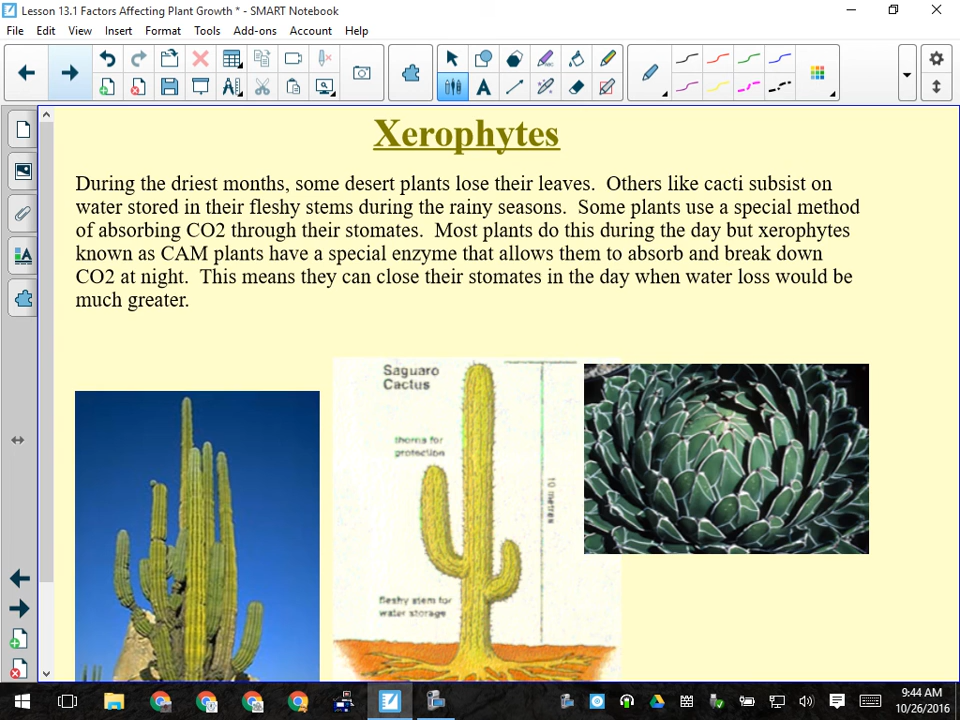 Lesson 13.1 Factors Affecting Plant Growth * - SMART Notebook
File Edit View Insert Format Tools Add-ons Account Help
Xerophytes
During the driest months, some desert plants lose their leaves. Others like cacti subsist on
water stored in their fleshy stems during the rainy seasons. Some plants use a special method
of absorbing CO2 through their stomates. Most plants do this during the day but xerophytes
known as CAM plants have a special enzyme that allows them to absorb and break down
CO2 at night. This means they can close their stomates in the day when water loss would be
much greater.
Saguaro
Cactus
thorns for
protection
10 metres
fleshy stem for
water storage
9:44 AM
10/26/2016